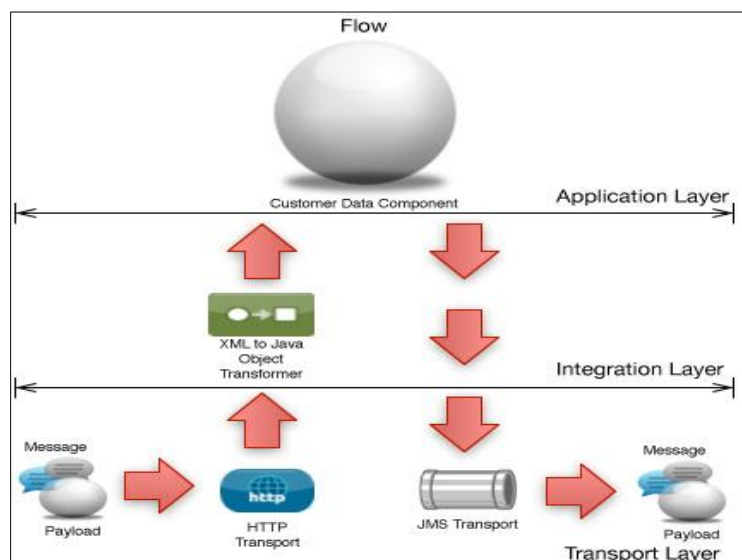 Flow
Customer Data Component
Application Layer
XML to Java
Object
Transformer
Integration Layer
Message
Payload
http
HTTP
Transport
JMS Transport
Message
Payload
Transport Layer